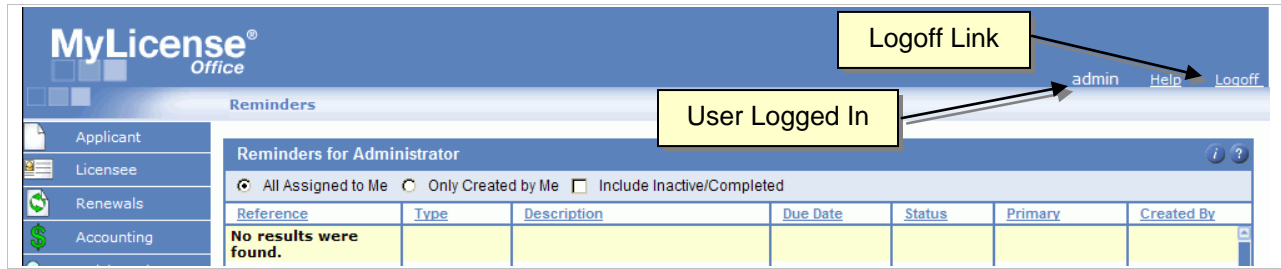 MyLicense®
Office
Logoff Link
admin Help Logoff
Reminders
User Logged In
Applicant
Licensee
Renewals
Accounting
Reminders for Administrator
All Assigned to Me Only Created by Me Include Inactive/Completed
Reference Type Description Due Date Status Primary Created By
No results were
found.